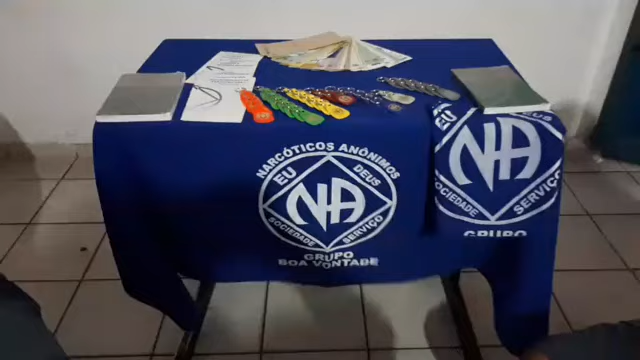 NARCÓTICOS ANÔNIMOS
EU DEUS
NA
SOCIEDADE SERVIÇO
GRUPO
BOA VONTADE
EU DEUS
NA
SOCIEDADE SERVIÇO
GRUPO